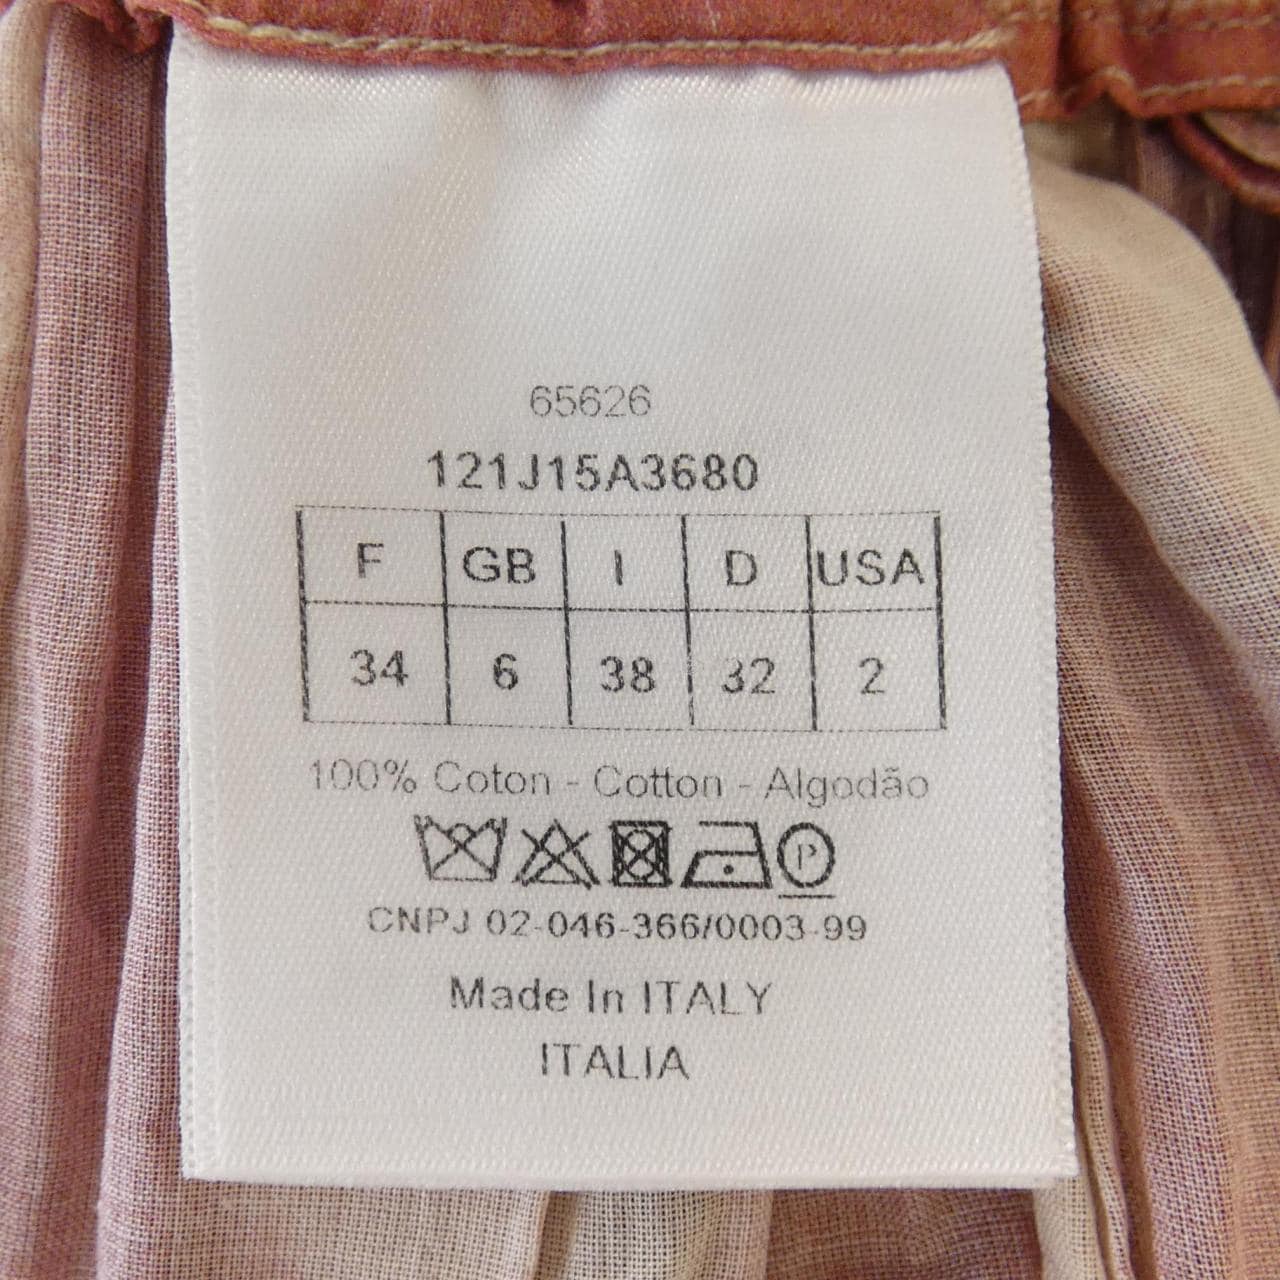 65626
121J15A3680
F GB I D USA
34 6 38 32 2
100% Coton - Cotton - Algodão
P
CNPJ 02-046-366/0003-99
Made In ITALY
ITALIA